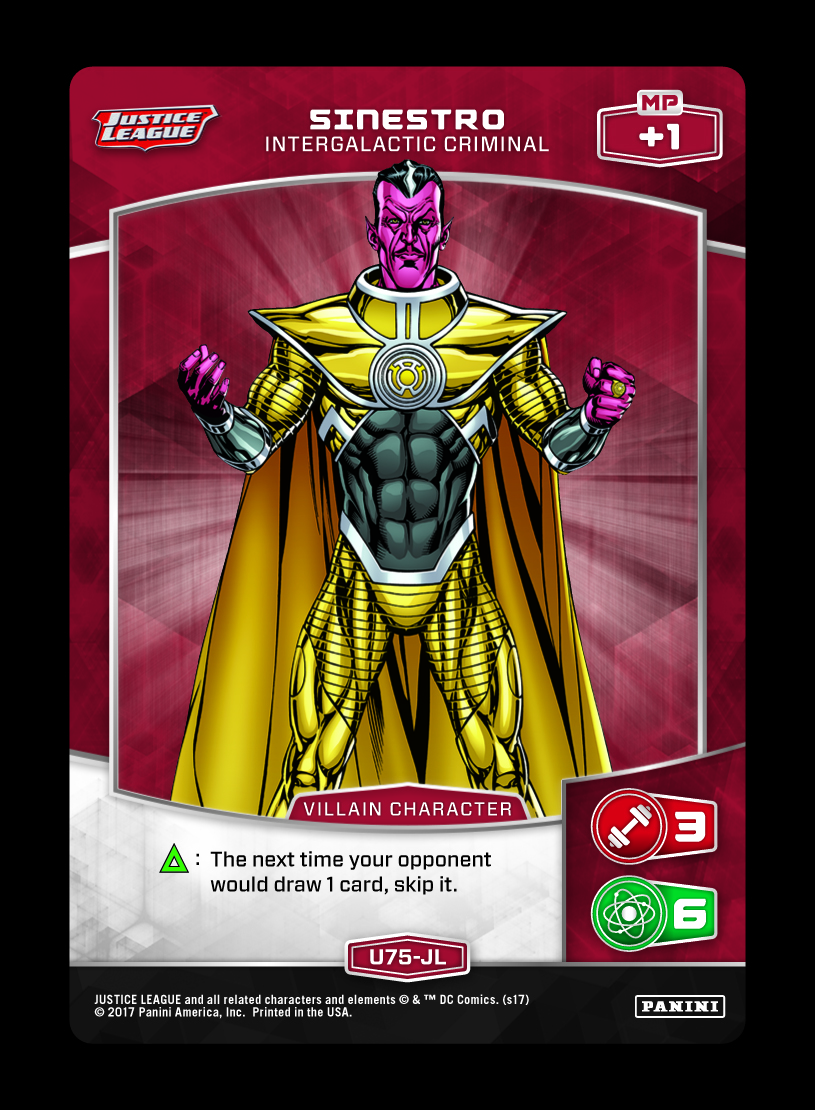 JUSTICE
LEAGUE
SINESTRO
INTERGALACTIC CRIMINAL
MP
+1
VILLAIN CHARACTER
: The next time your opponent
would draw 1 card, skip it.
3
6
U75-JL
JUSTICE LEAGUE and all related characters and elements © & ™ DC Comics. (s17)
© 2017 Panini America, Inc.  Printed in the USA.
PANINI